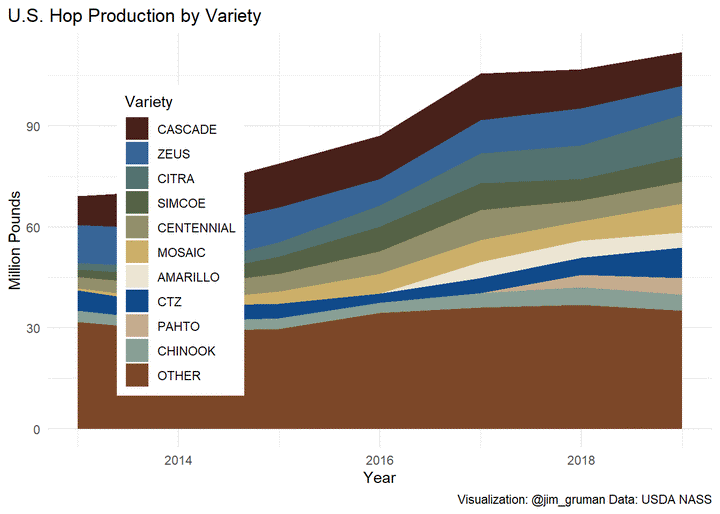 U.S. Hop Production by Variety
Million Pounds
90
60
30
0
Variety
CASCADE
ZEUS
CITRA
SIMCOE
CENTENNIAL
MOSAIC
AMARILLO
CTZ
PAHTO
CHINOOK
OTHER
2014 2016 2018
Year
Visualization: @jim_gruman Data: USDA NASS